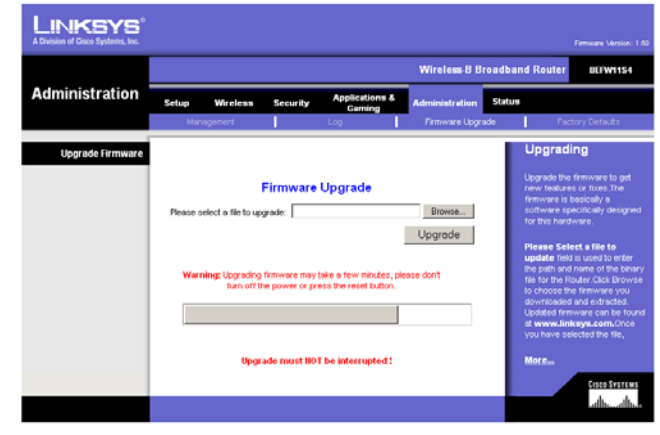 LINKSYS®
A Division of Cisco Systems, Inc.
Firmware Version: 1.50
Wireless-B Broadband Router BEFW11S4
Administration
Setup Wireless Security Applications & Gaming Administration Status
Management Log Firmware Upgrade Factory Defaults
Upgrade Firmware
Firmware Upgrade
Please select a file to upgrade: Browse...
Upgrade
Warning: Upgrading firmware may take a few minutes, please don't
turn off the power or press the reset button.
Upgrade must NOT be interrupted !
Upgrading
Upgrade the firmware to get
new features or fixes.The
firmware is basically a
software specifically designed
for this hardware.
Please Select a file to
update field is used to enter
the path and name of the binary
file for the Router.Click Browse
to choose the firmware you
downloaded and extracted.
Updated firmware can be found
at www.linksys.com.Once
you have selected the file,
More...
CISCO SYSTEMS